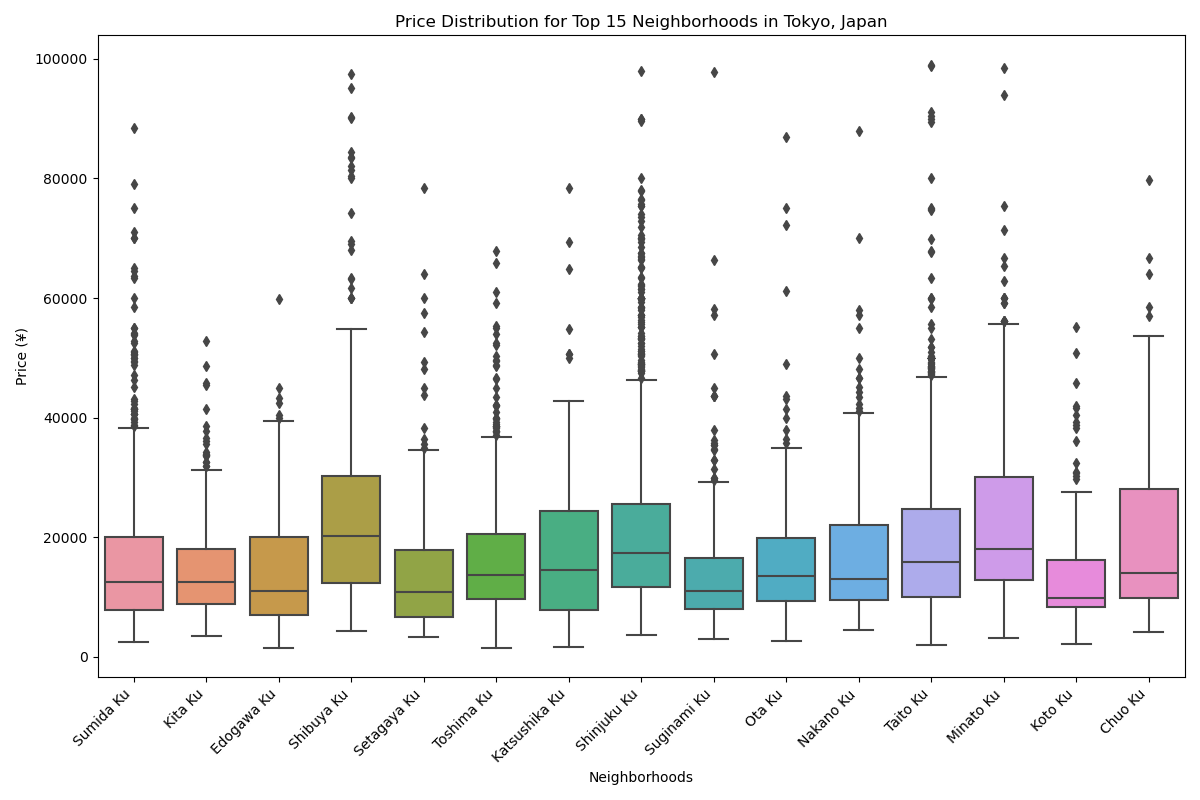 Price Distribution for Top 15 Neighborhoods in Tokyo, Japan
100000
80000
60000
40000
20000
0
Price (¥)
Sumida Ku
Kita Ku
Edogawa Ku
Shibuya Ku
Setagaya Ku
Toshima Ku
Katsushika Ku
Shinjuku Ku
Suginami Ku
Ota Ku
Nakano Ku
Taito Ku
Minato Ku
Koto Ku
Chuo Ku
Neighborhoods